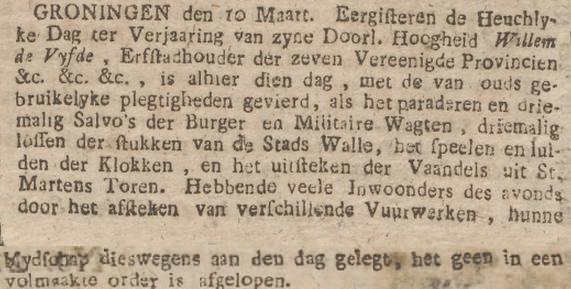 GRONINGEN den 10 Maart. Eergisteren de Heuchly-
ke Dag ter Verjaaring van zyne Doorl. Hoogheid Willem
de Vyfde, Erfstadhouder der zeven Vereenigde Provincien
&c. &c. &c., is alhier dien dag, met de van ouds ge-
bruikelyke plegtigheden gevierd, als het paraderen en drie-
malig Salvo's der Burger en Militaire Wagten, driemalig
lossen der stukken van de Stads Walle, het speelen en lui-
den der Klokken, en het uitsteken der Vaandels uit St.
Martens Toren. Hebbende veele Inwoonders des avonds
door het afsteken van verschillende Vuurwerken, hunne
blydschap dieswegens aan den dag gelegt, het geen in een
volmaakte order is afgelopen.